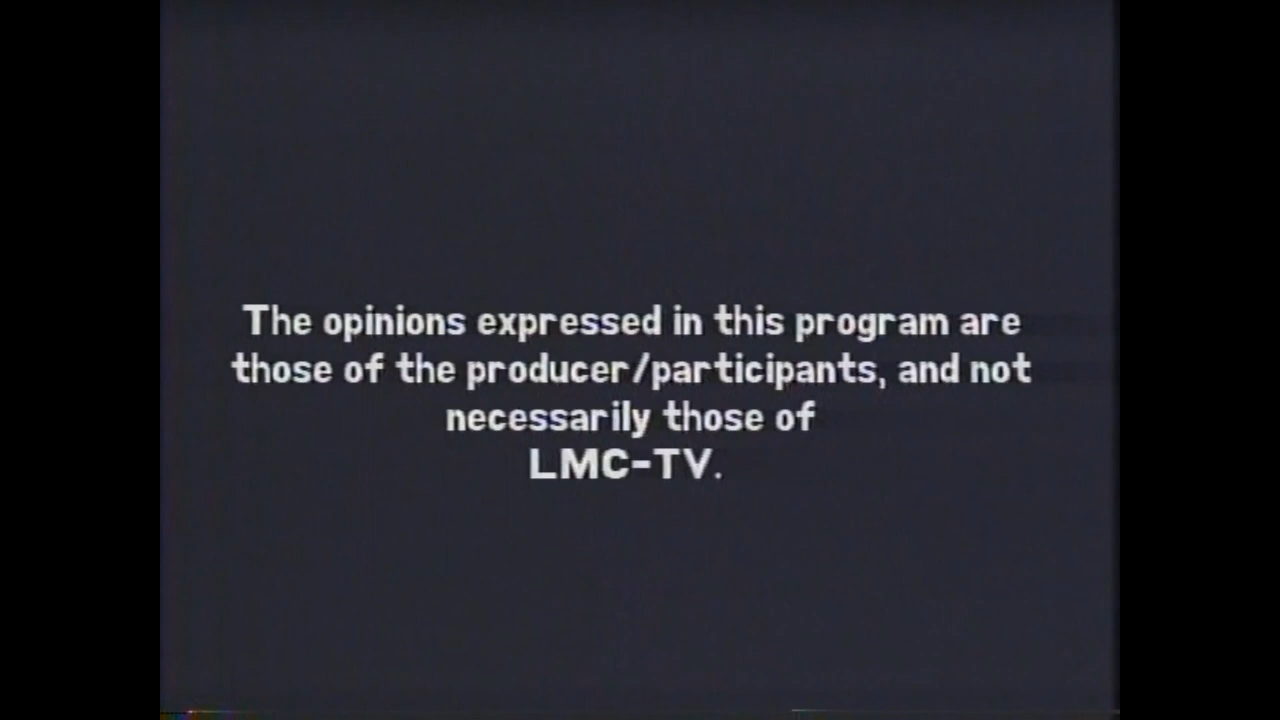 The opinions expressed in this program are
those of the producer/participants, and not
necessarily those of
LMC-TV.